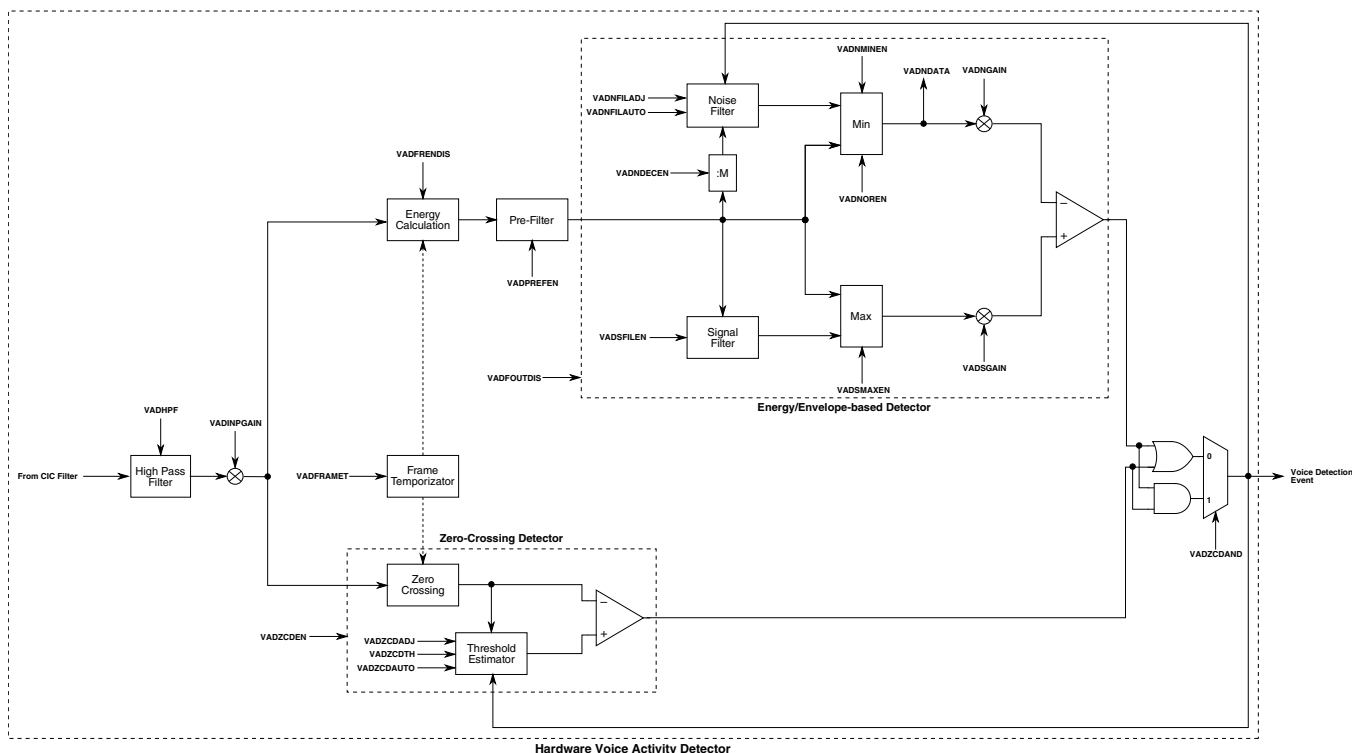 VADNMINEN
VADNDATA
VADNGAIN
VADNFILADJ
VADNFILAUTO
Noise
Filter
Min
VADFRENDIS
VADNDECEN
:M
VADNOREN
Energy
Calculation
Pre-Filter
−
+
VADPREFEN
VADSFILEN
Signal
Filter
Max
VADFOUTDIS
VADSMAXEN
VADSGAIN
Energy/Envelope-based Detector
VADHPF
VADINPGAIN
From CIC Filter
High Pass
Filter
VADFRAMET
Frame
Temporizator
0
1
Voice Detection
Event
VADZCDAND
Zero-Crossing Detector
Zero
Crossing
−
+
VADZCDEN
VADZCDADJ
VADZCDTH
VADZCDAUTO
Threshold
Estimator
Hardware Voice Activity Detector